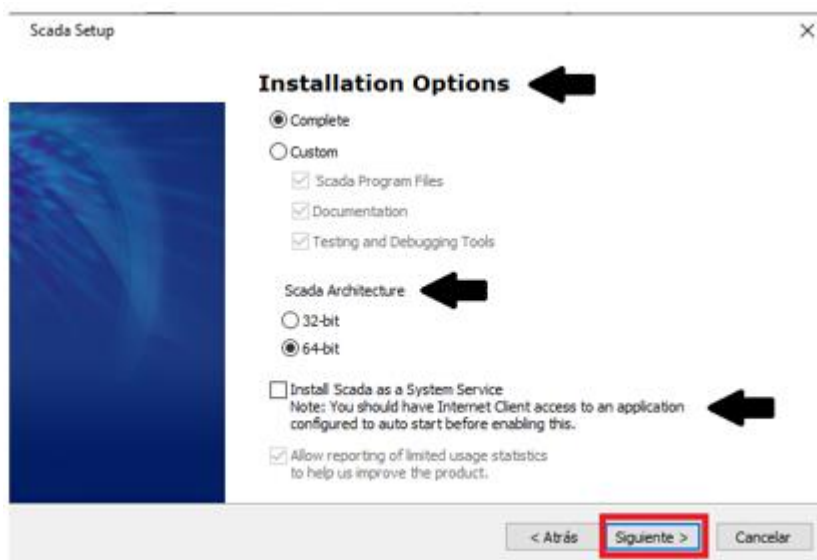 Scada Setup
Installation Options
Complete
Custom
Scada Program Files
Documentation
Testing and Debugging Tools
Scada Architecture
32-bit
64-bit
Install Scada as a System Service
Note: You should have Internet Client access to an application
configured to auto start before enabling this.
Allow reporting of limited usage statistics
to help us improve the product.
< Atrás Siguiente > Cancelar